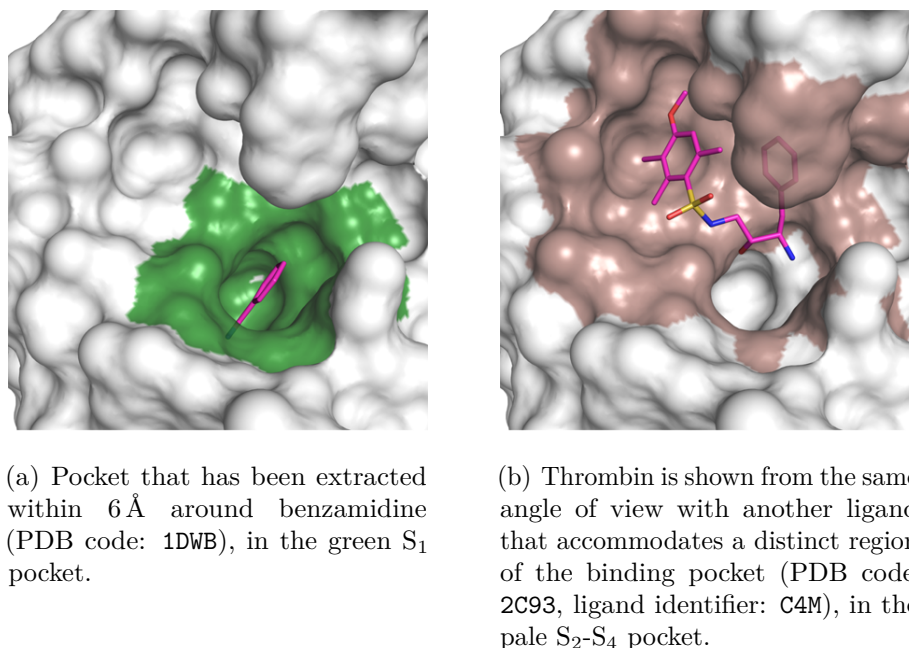 (a) Pocket that has been extracted
within 6 Å around benzamidine
(PDB code: 1DWB), in the green S₁
pocket.
(b) Thrombin is shown from the same
angle of view with another ligand
that accommodates a distinct region
of the binding pocket (PDB code
2C93, ligand identifier: C4M), in the
pale S₂-S₄ pocket.